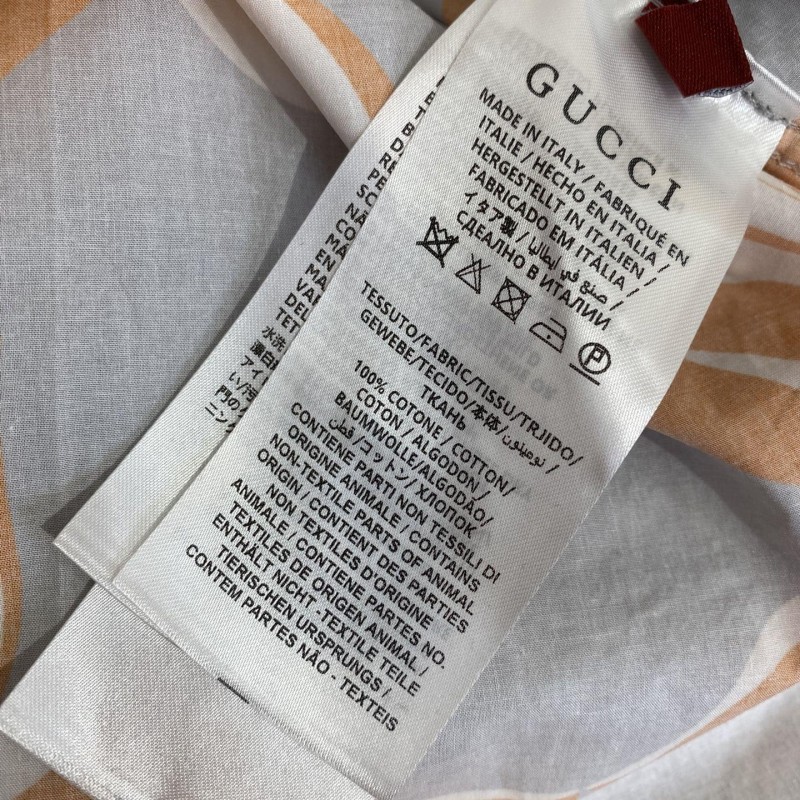 GUCCI
MADE IN ITALY / FABRIQUÉ EN
ITALIE / HECHO EN ITALIA /
HERGESTELLT IN ITALIEN /
FABRICADO EM ITÁLIA /
イタリア製 / صنع في ايطاليا /
СДЕЛАНО В ИТАЛИИ
P
TESSUTO/FABRIC/TISSU/TRJIDO/
GEWEBE/TECIDO/本体/
ТКАНЬ
100% COTONE / COTTON/
COTON / ALGODON /
BAUMWOLLE/ALGODÃO/
قطن / コットン / ХЛОПОК
CONTIENE PARTI NON TESSILI DI
ORIGINE ANIMALE / CONTAINS
NON-TEXTILE PARTS OF ANIMAL
ORIGIN / CONTIENT DES PARTIES
NON TEXTILES D'ORIGINE
ANIMALE / CONTIENE PARTES NO.
TEXTILES DE ORIGEN ANIMAL /
ENTHÄLT NICHT -TEXTILE TEILE
TIERISCHEN URSPRUNGS /
CONTEM PARTES NÃO - TEXTEIS